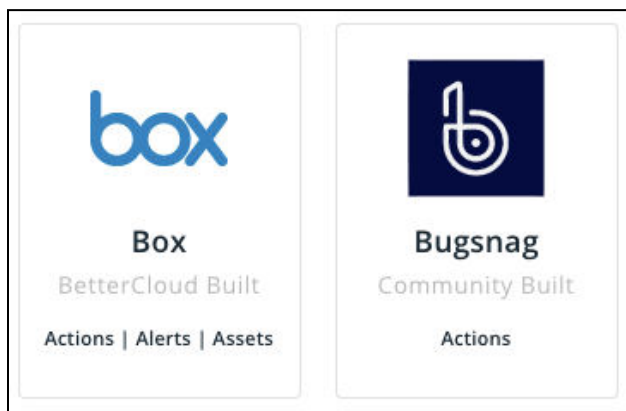 box
Box
BetterCloud Built
Actions | Alerts | Assets
b
Bugsnag
Community Built
Actions